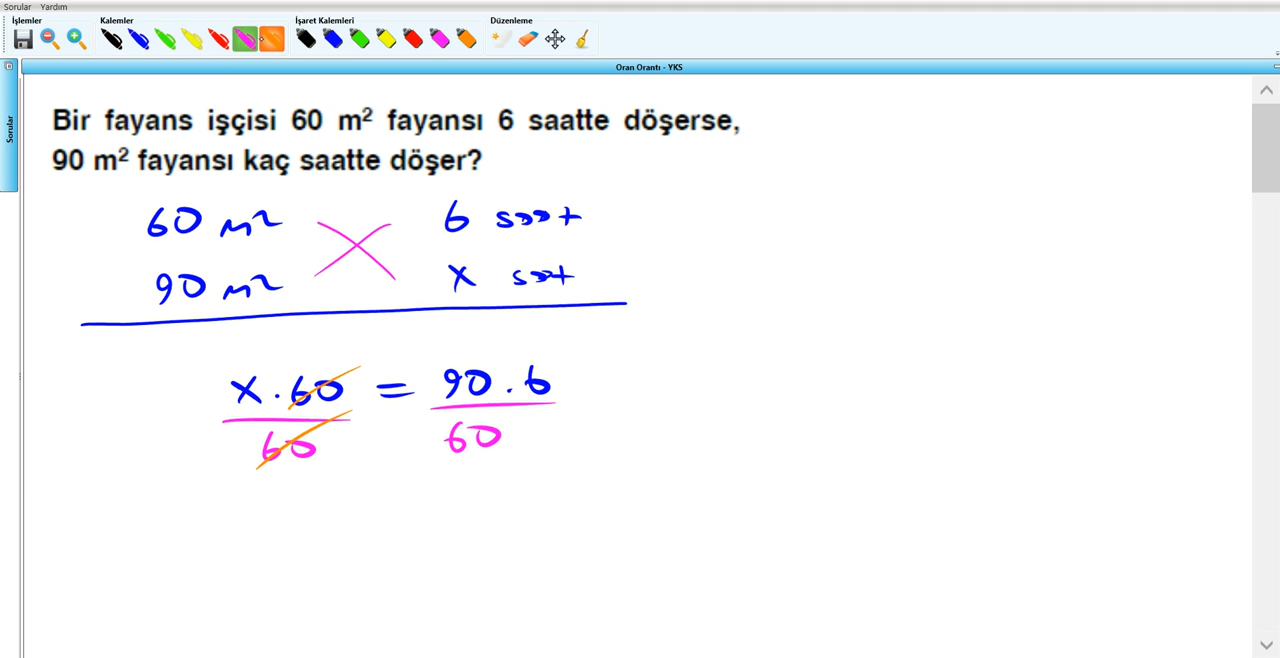 Sorular Yardım
İşlemler Kalemler İşaret Kalemleri Düzenleme
Oran Orantı - YKS
Sorular
Bir fayans işçisi 60 m² fayansı 6 saatte döşerse,
90 m² fayansı kaç saatte döşer?
60 m² 6 saat
90 m² x saat
x . 60 = 90 . 6
60 60